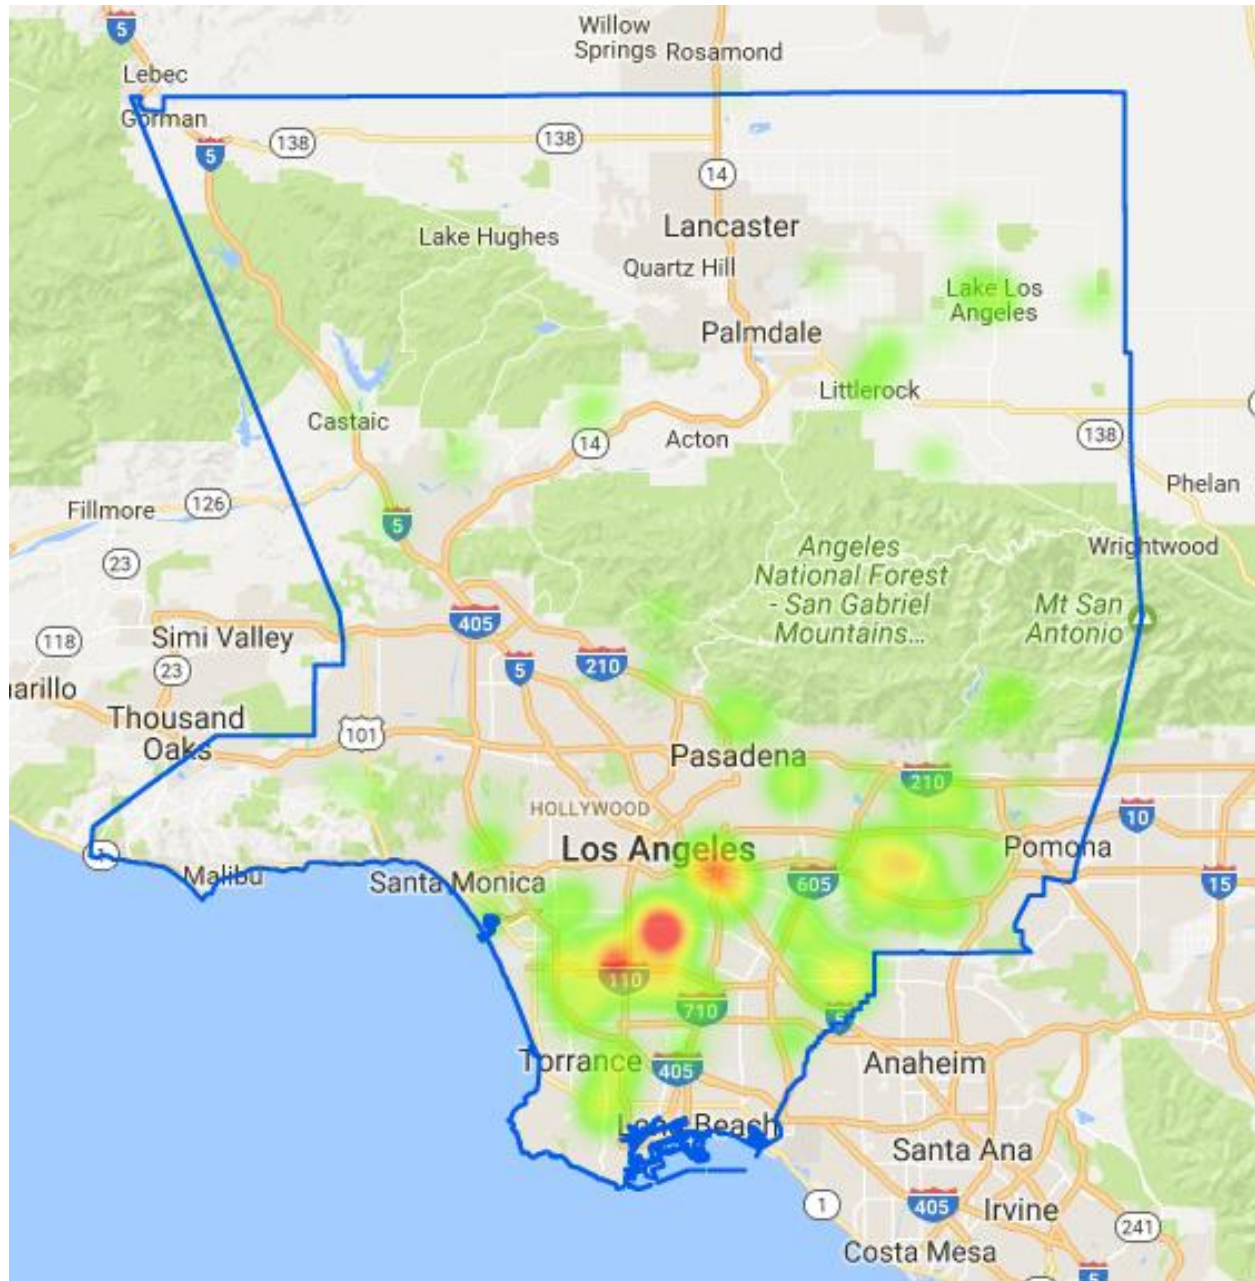 5
Willow
Springs
Rosamond
Lebec
Gorman
138
138
5
14
Lancaster
Lake Hughes
Quartz Hill
Lake Los
Angeles
Palmdale
Littlerock
Castaic
14
Acton
138
Phelan
126
Fillmore
5
Angeles
National Forest
- San Gabriel
Mountains...
Wrightwood
23
Mt San
Antonio
405
118
Simi Valley
5
210
23
arillo
Thousand
Oaks
101
Pasadena
210
HOLLYWOOD
10
Los Angeles
Pomona
1
Malibu
Santa Monica
605
15
110
710
5
Torrance
405
Anaheim
Long Beach
Santa Ana
1
405
Irvine
241
Costa Mesa
5